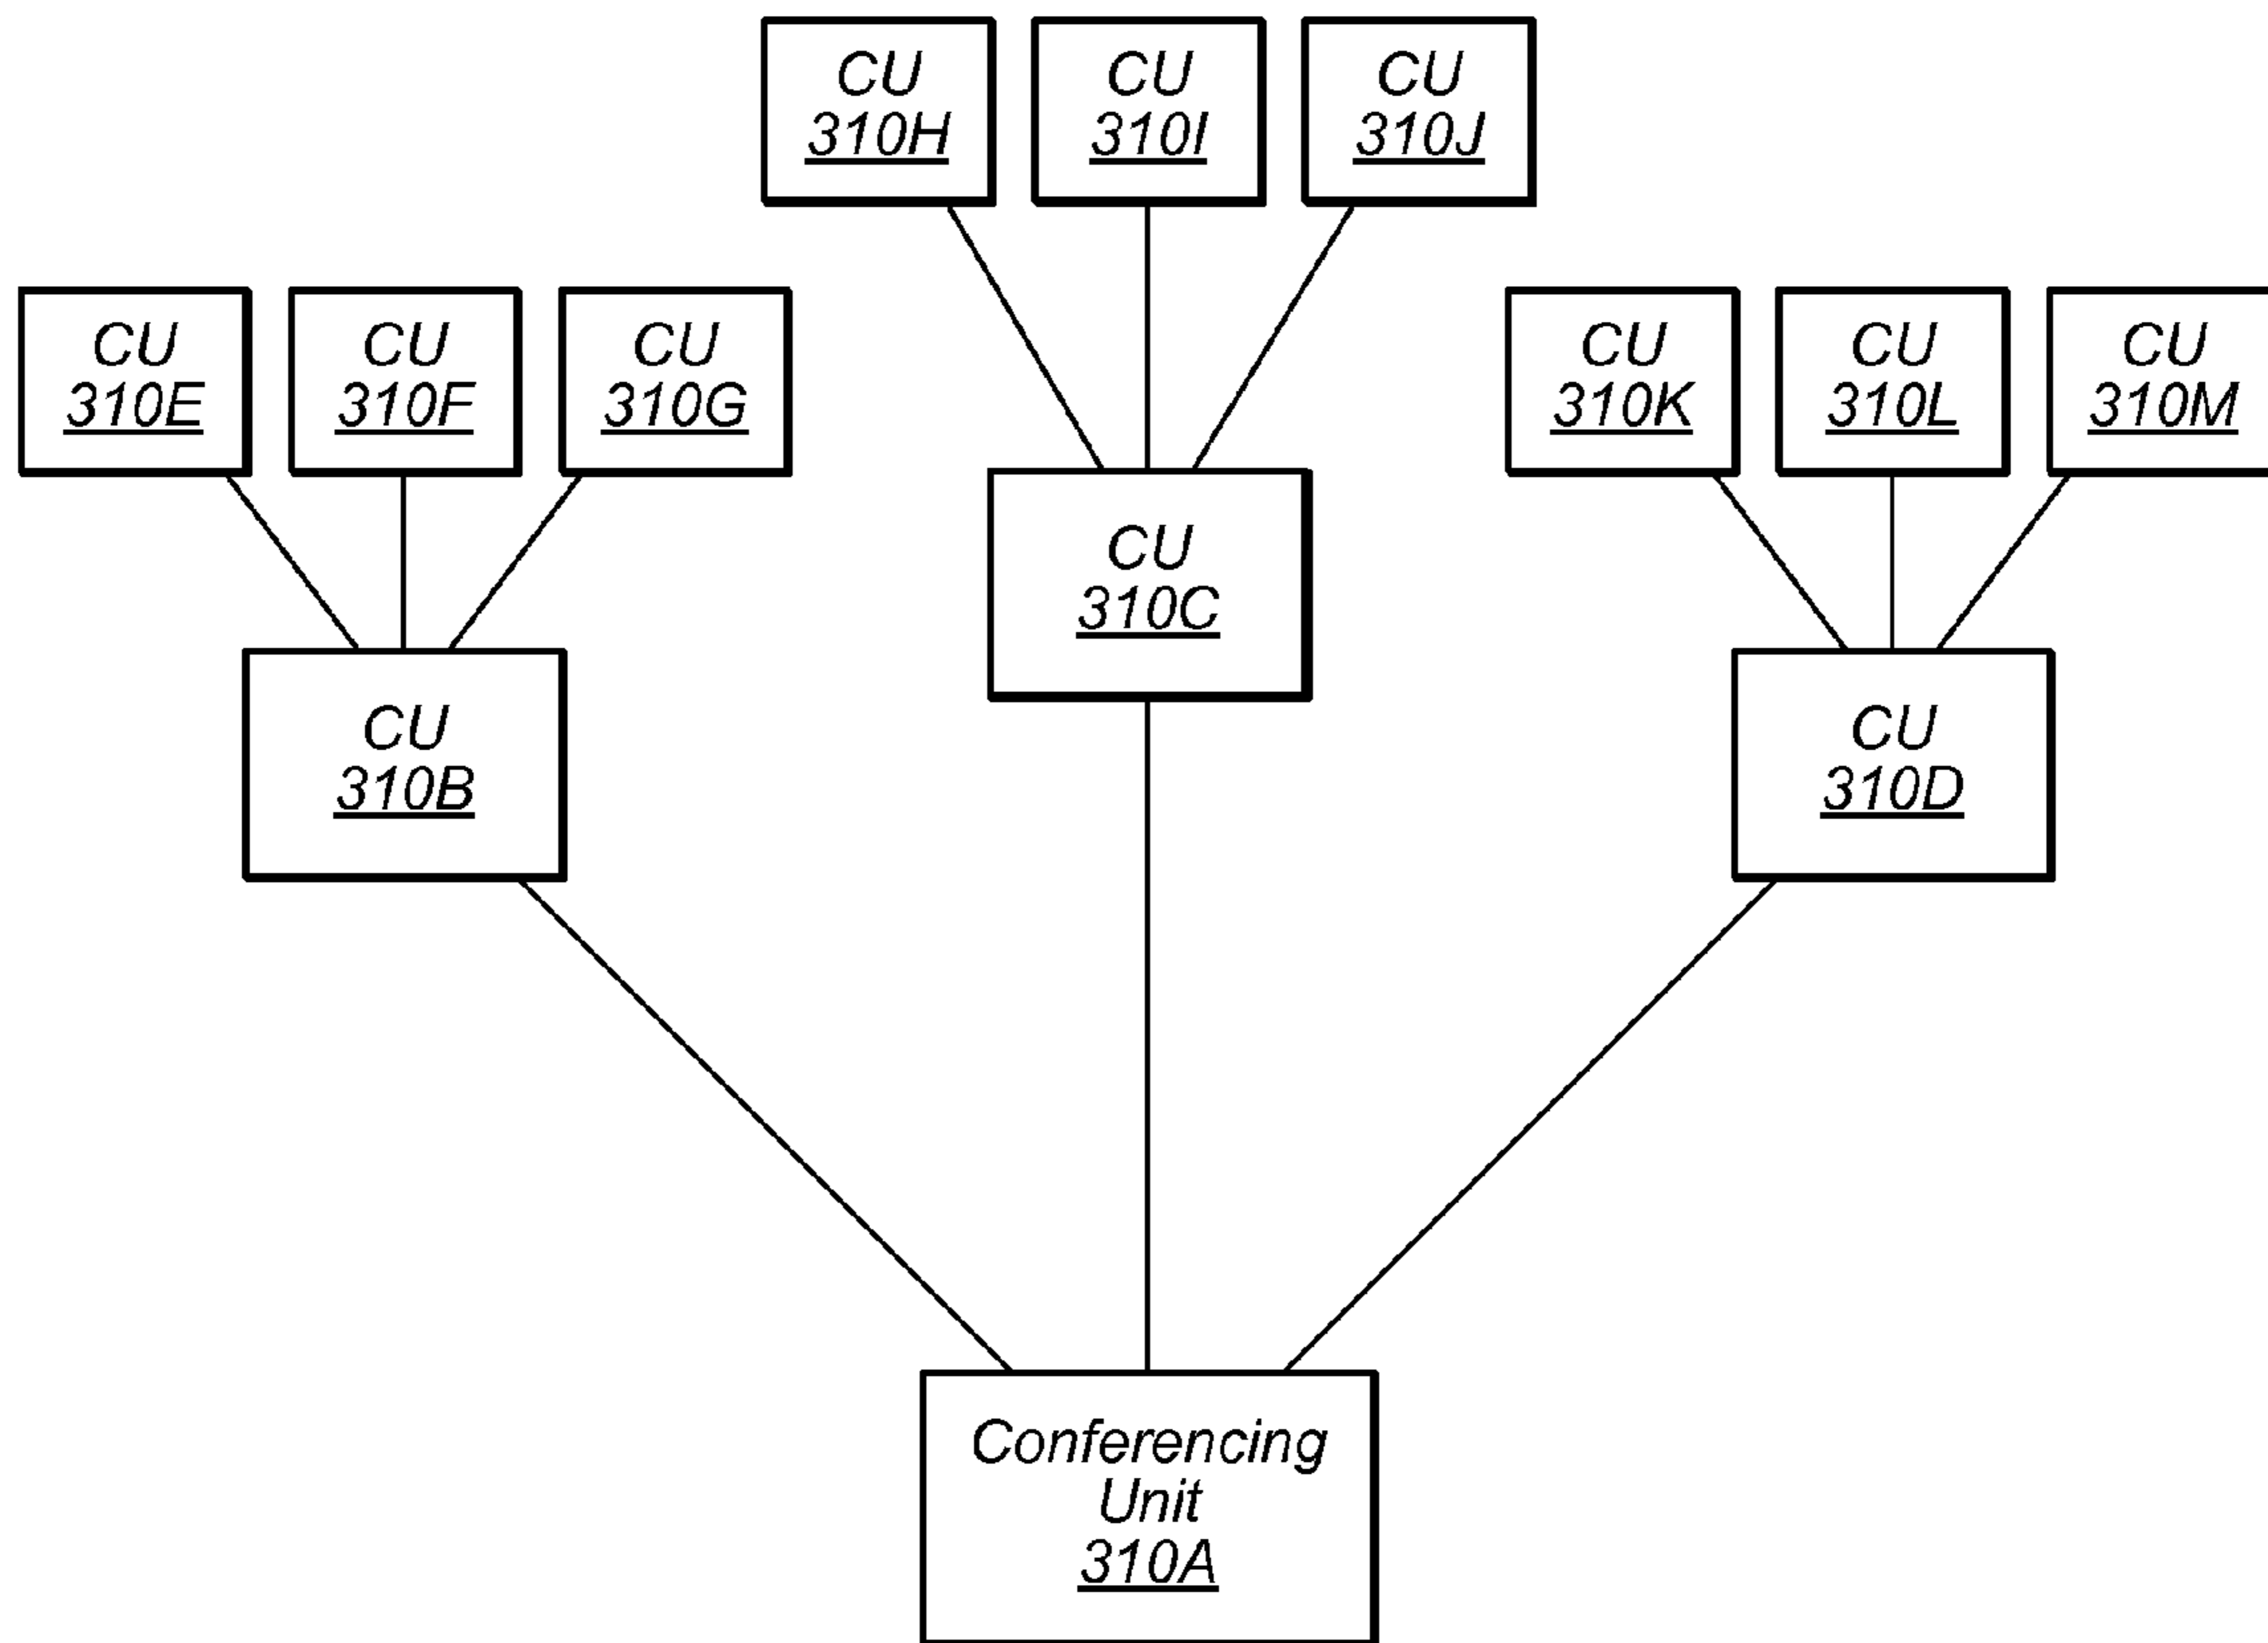 CU
310H
CU
310I
CU
310J
CU
310E
CU
310F
CU
310G
CU
310K
CU
310L
CU
310M
CU
310C
CU
310B
CU
310D
Conferencing
Unit
310A